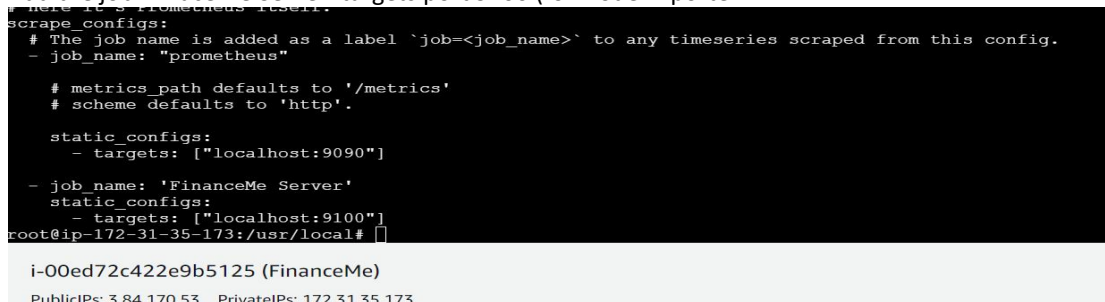 scrape_configs:
  # The job name is added as a label `job=<job_name>` to any timeseries scraped from this config.
  - job_name: "prometheus"
    # metrics_path defaults to '/metrics'
    # scheme defaults to 'http'.
    static_configs:
      - targets: ["localhost:9090"]
  - job_name: 'FinanceMe Server'
    static_configs:
      - targets: ["localhost:9100"]
root@ip-172-31-35-173:/usr/local#
i-00ed72c422e9b5125 (FinanceMe)
PublicIPs: 3.84.170.53 PrivateIPs: 172.31.35.173